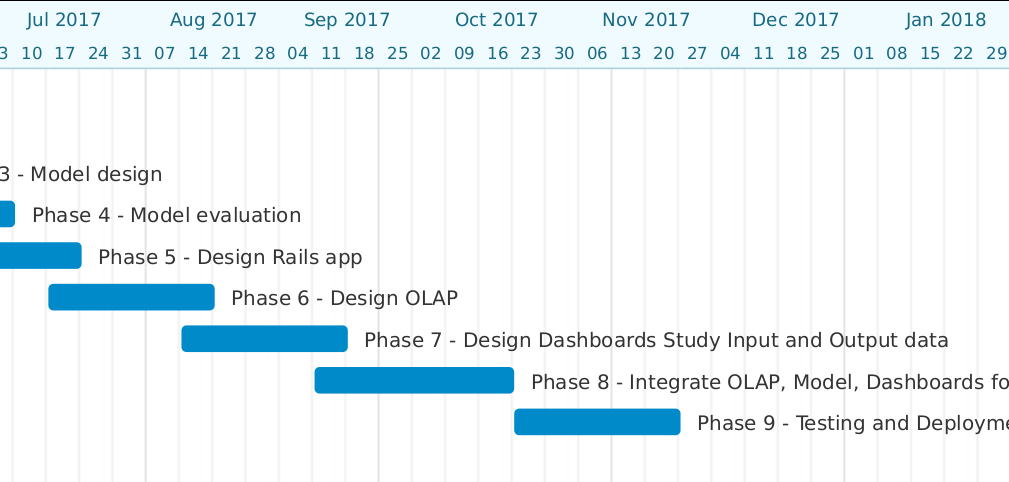 Jul 2017 Aug 2017 Sep 2017 Oct 2017 Nov 2017 Dec 2017 Jan 2018
3 10 17 24 31 07 14 21 28 04 11 18 25 02 09 16 23 30 06 13 20 27 04 11 18 25 01 08 15 22 29
3 - Model design
Phase 4 - Model evaluation
Phase 5 - Design Rails app
Phase 6 - Design OLAP
Phase 7 - Design Dashboards Study Input and Output data
Phase 8 - Integrate OLAP, Model, Dashboards fo
Phase 9 - Testing and Deployme